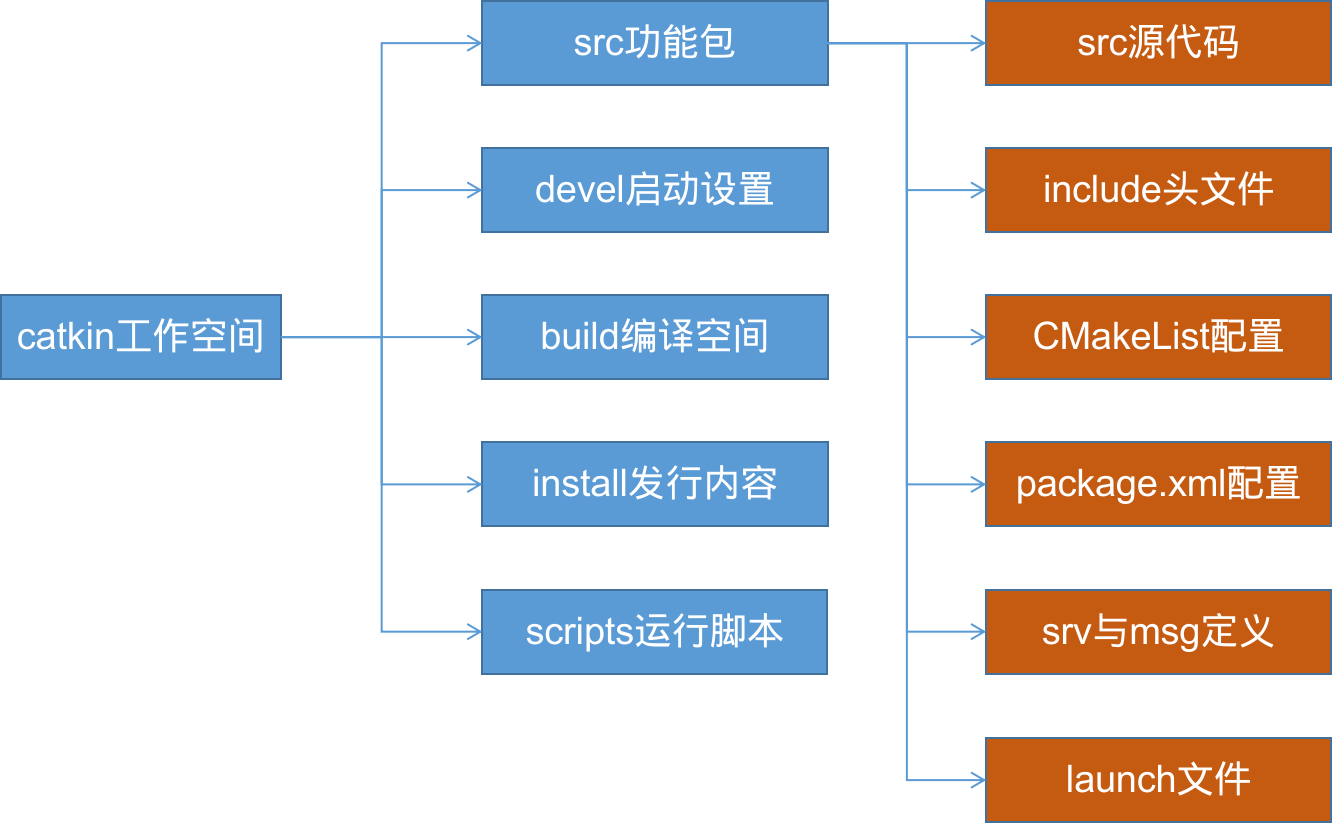 catkin工作空间
src功能包
devel启动设置
build编译空间
install发行内容
scripts运行脚本
src源代码
include头文件
CMakeList配置
package.xml配置
srv与msg定义
launch文件